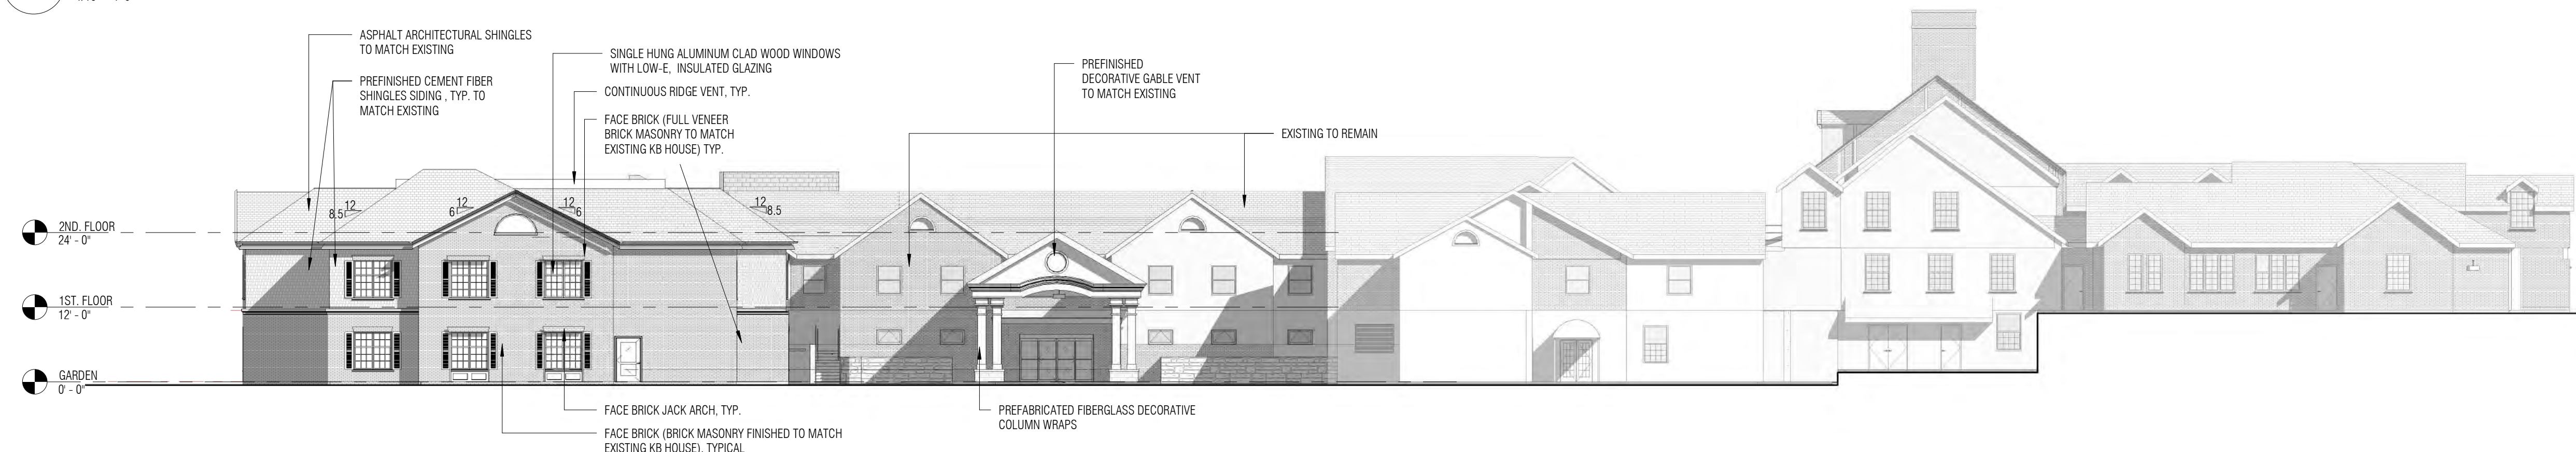 ASPHALT ARCHITECTURAL SHINGLES
TO MATCH EXISTING
PREFINISHED CEMENT FIBER
SHINGLES SIDING , TYP. TO
MATCH EXISTING
SINGLE HUNG ALUMINUM CLAD WOOD WINDOWS
WITH LOW-E, INSULATED GLAZING
CONTINUOUS RIDGE VENT, TYP.
FACE BRICK (FULL VENEER
BRICK MASONRY TO MATCH
EXISTING KB HOUSE) TYP.
PREFINISHED
DECORATIVE GABLE VENT
TO MATCH EXISTING
EXISTING TO REMAIN
12
8.5
12
6
12
6
12
8.5
2ND. FLOOR
24' - 0"
1ST. FLOOR
12' - 0"
GARDEN
0' - 0"
FACE BRICK JACK ARCH, TYP.
FACE BRICK (BRICK MASONRY FINISHED TO MATCH
EXISTING KB HOUSE), TYPICAL
PREFABRICATED FIBERGLASS DECORATIVE
COLUMN WRAPS